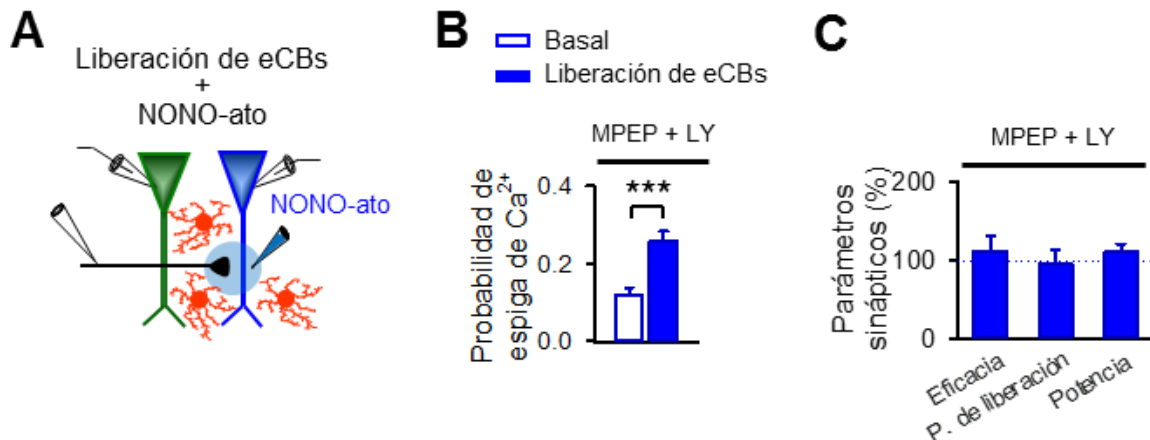 A
Liberación de eCBs
+
NONO-ato
NONO-ato
B
Basal
Liberación de eCBs
MPEP + LY
Probabilidad de
espiga de Ca²⁺
0.4
0.2
0.0
***
C
MPEP + LY
Parámetros
sinápticos (%)
200
100
0
Eficacia
P. de liberación
Potencia